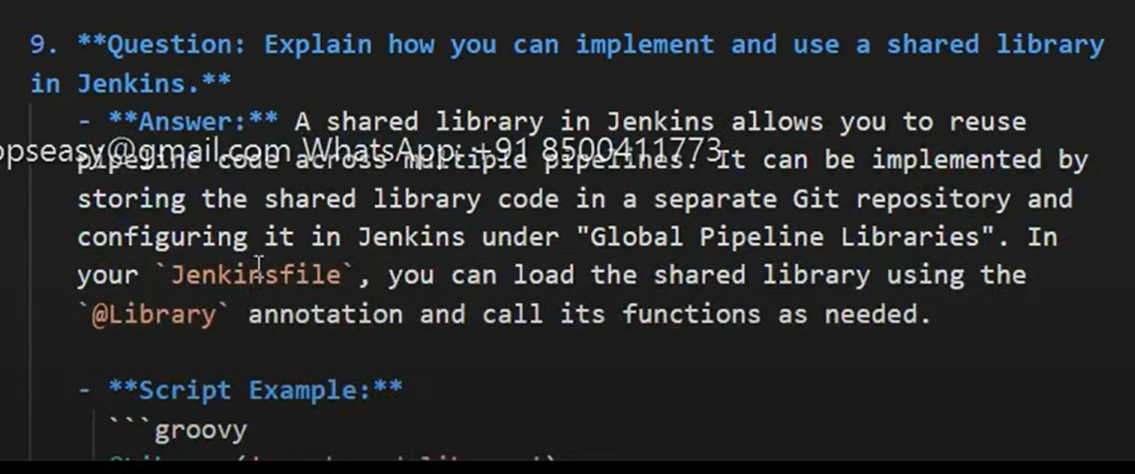 9. **Question: Explain how you can implement and use a shared library
in Jenkins.**
- **Answer:** A shared library in Jenkins allows you to reuse
opseasy@gmail.com WhatsApp: +91 8500411773
pipeline code across multiple pipelines. It can be implemented by
storing the shared library code in a separate Git repository and
configuring it in Jenkins under "Global Pipeline Libraries". In
your `Jenkinsfile`, you can load the shared library using the
`@Library` annotation and call its functions as needed.
- **Script Example:**
```groovy